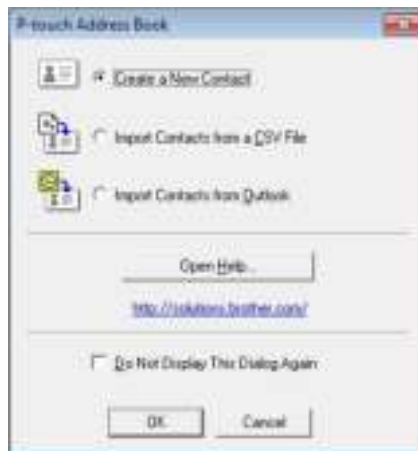 P-touch Address Book
Create a New Contact
Import Contacts from a CSV File
Import Contacts from Outlook
Open Help...
http://solutions.brother.com/
Do Not Display This Dialog Again
OK
Cancel